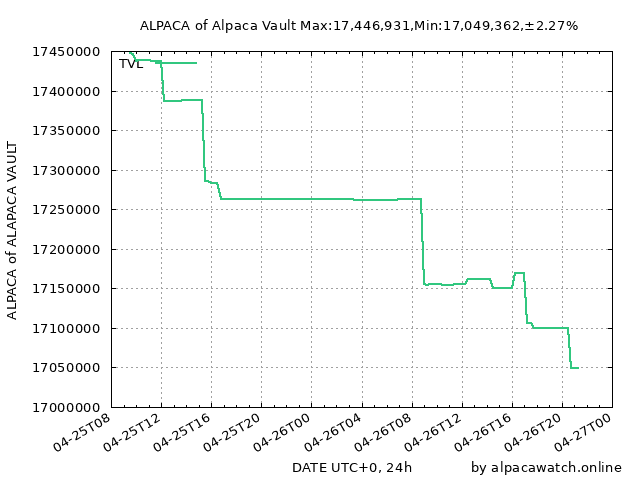 ALPACA of Alpaca Vault Max:17,446,931,Min:17,049,362,±2.27%
17450000
TVL
17400000
17350000
17300000
17250000
17200000
17150000
17100000
17050000
17000000
ALPACA of ALAPACA VAULT
04-25T08
04-25T12
04-25T16
04-25T20
04-26T00
04-26T04
04-26T08
04-26T12
04-26T16
04-26T20
04-27T00
DATE UTC+0, 24h
by alpacawatch.online